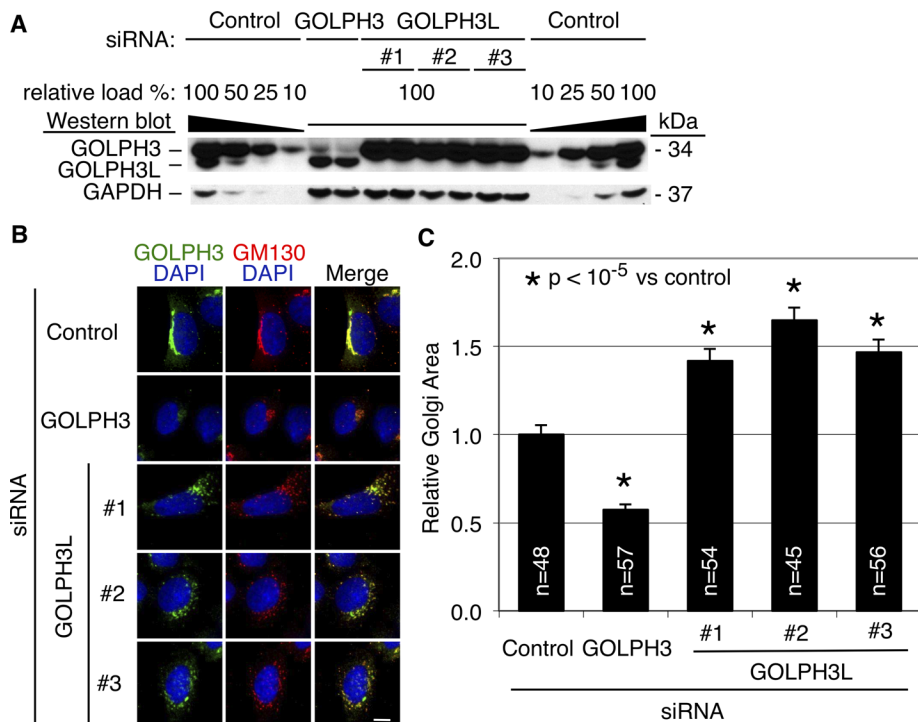 A
siRNA: Control GOLPH3 GOLPH3L Control
#1 #2 #3
relative load %: 100 50 25 10 100 10 25 50 100
Western blot kDa
GOLPH3 – - 34
GOLPH3L –
GAPDH – - 37
B
GOLPH3 GM130
DAPI DAPI Merge
siRNA
Control
GOLPH3
GOLPH3L
#1
#2
#3
C
Relative Golgi Area
2.0
1.5
1.0
0.5
0.0
* p < 10-5 vs control
* * * *
n=48 n=57 n=54 n=45 n=56
Control GOLPH3 #1 #2 #3
GOLPH3L
siRNA